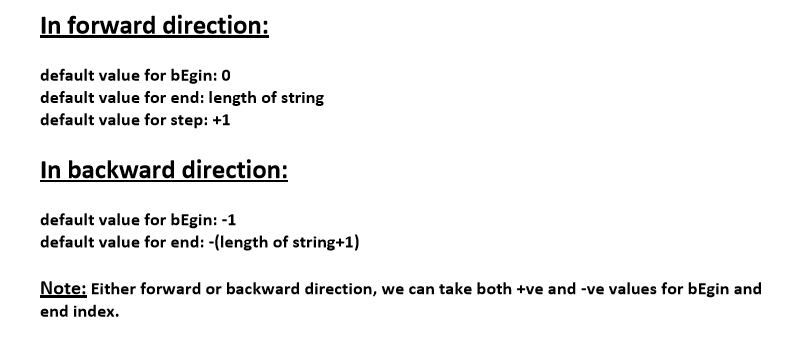 In forward direction:
default value for bEgin: 0
default value for end: length of string
default value for step: +1
In backward direction:
default value for bEgin: -1
default value for end: -(length of string+1)
Note: Either forward or backward direction, we can take both +ve and -ve values for bEgin and
end index.